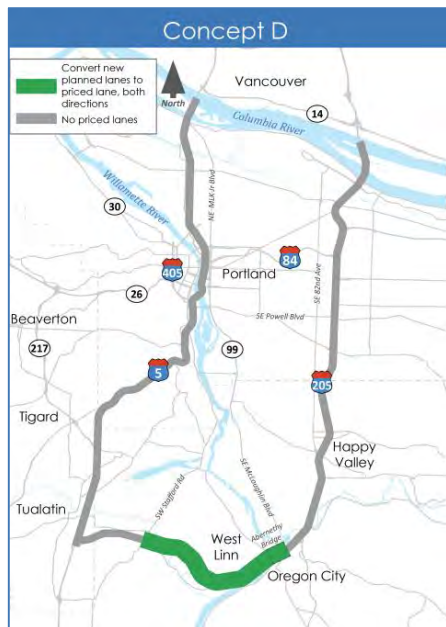 Concept D
Convert new
planned lanes to
priced lane, both
directions
No priced lanes
North
Vancouver
14
Columbia River
Willamette River
30
NE MLK Jr Blvd
405
84
Portland
SE 82nd Ave
26
Beaverton
SE Powell Blvd
217
99
5
205
Tigard
Happy
Valley
Tualatin
SW Stafford Rd
SE McLoughlin Blvd
West
Linn
Abernethy
Bridge
Oregon City